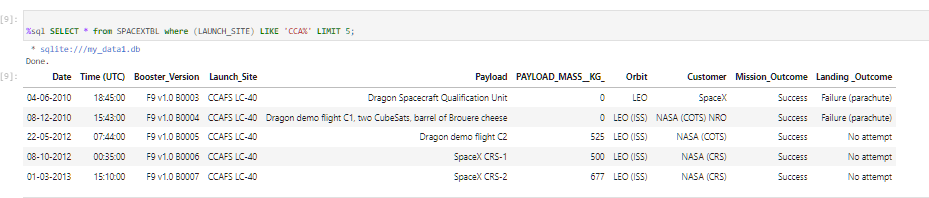 [9]:
%sql SELECT * from SPACEXTBL where (LAUNCH_SITE) LIKE 'CCA%' LIMIT 5;
* sqlite:///my_data1.db
Done.
[9]:
Date Time (UTC) Booster_Version Launch_Site Payload PAYLOAD_MASS__KG_ Orbit Customer Mission_Outcome Landing _Outcome
04-06-2010 18:45:00 F9 v1.0 B0003 CCAFS LC-40 Dragon Spacecraft Qualification Unit 0 LEO SpaceX Success Failure (parachute)
08-12-2010 15:43:00 F9 v1.0 B0004 CCAFS LC-40 Dragon demo flight C1, two CubeSats, barrel of Brouere cheese 0 LEO (ISS) NASA (COTS) NRO Success Failure (parachute)
22-05-2012 07:44:00 F9 v1.0 B0005 CCAFS LC-40 Dragon demo flight C2 525 LEO (ISS) NASA (COTS) Success No attempt
08-10-2012 00:35:00 F9 v1.0 B0006 CCAFS LC-40 SpaceX CRS-1 500 LEO (ISS) NASA (CRS) Success No attempt
01-03-2013 15:10:00 F9 v1.0 B0007 CCAFS LC-40 SpaceX CRS-2 677 LEO (ISS) NASA (CRS) Success No attempt